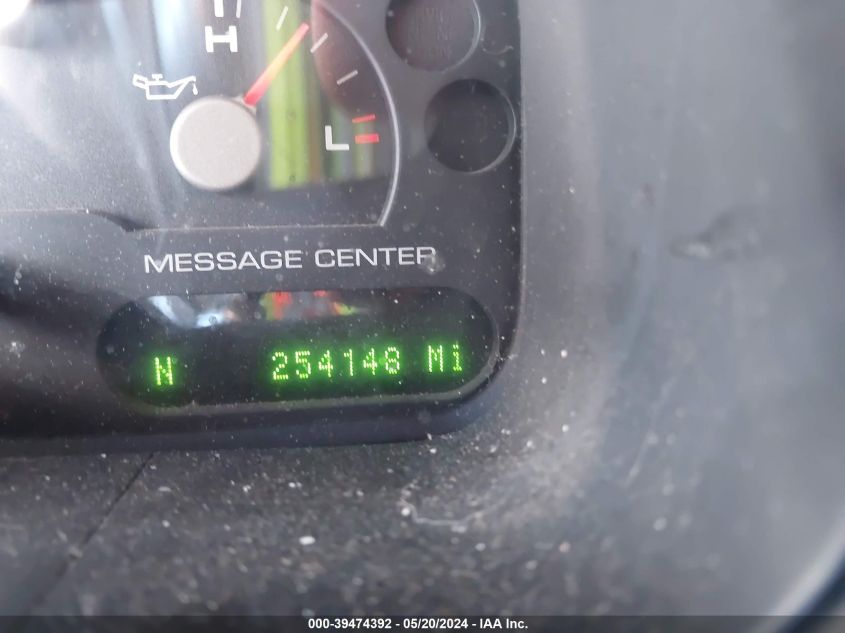 H
L
MESSAGE CENTER
N 254148 Mi
000-39474392 - 05/20/2024 - IAA Inc.